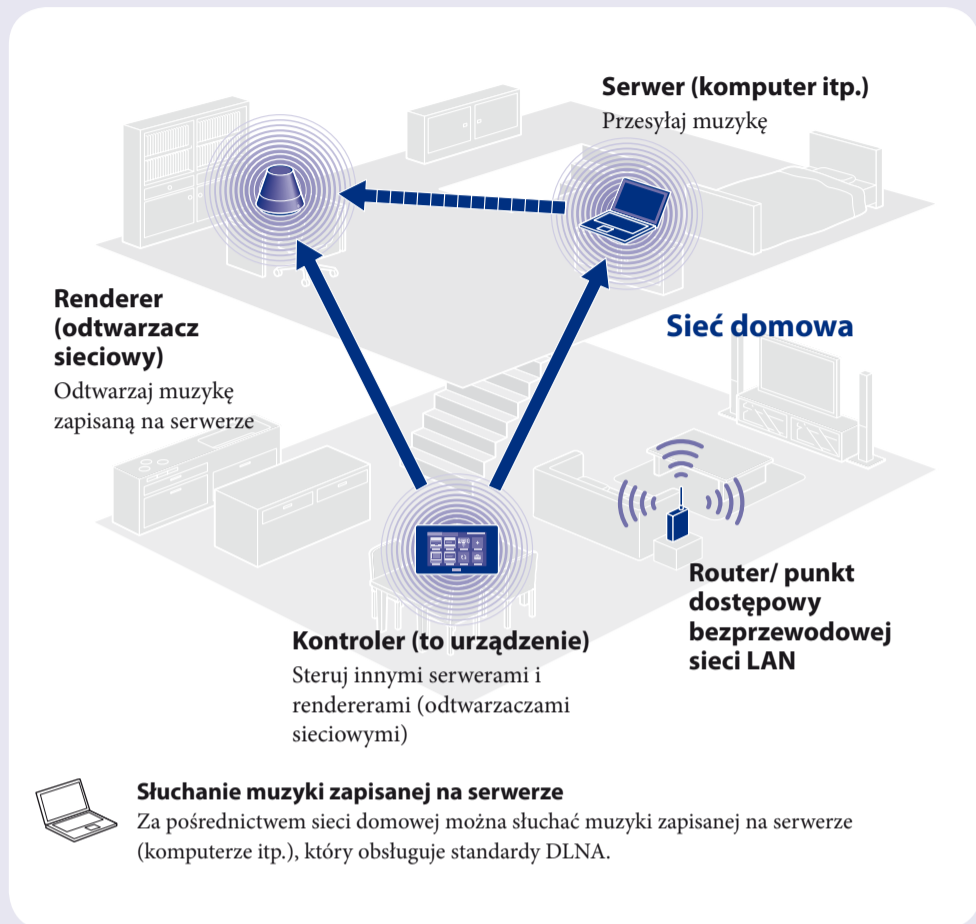 Serwer (komputer itp.)
Przesyłaj muzykę
Renderer
(odtwarzacz
sieciowy)
Odtwarzaj muzykę
zapisaną na serwerze
Sieć domowa
Router/ punkt
dostępowy
bezprzewodowej
sieci LAN
Kontroler (to urządzenie)
Steruj innymi serwerami i
rendererami (odtwarzaczami
sieciowymi)
Słuchanie muzyki zapisanej na serwerze
Za pośrednictwem sieci domowej można słuchać muzyki zapisanej na serwerze
(komputerze itp.), który obsługuje standardy DLNA.